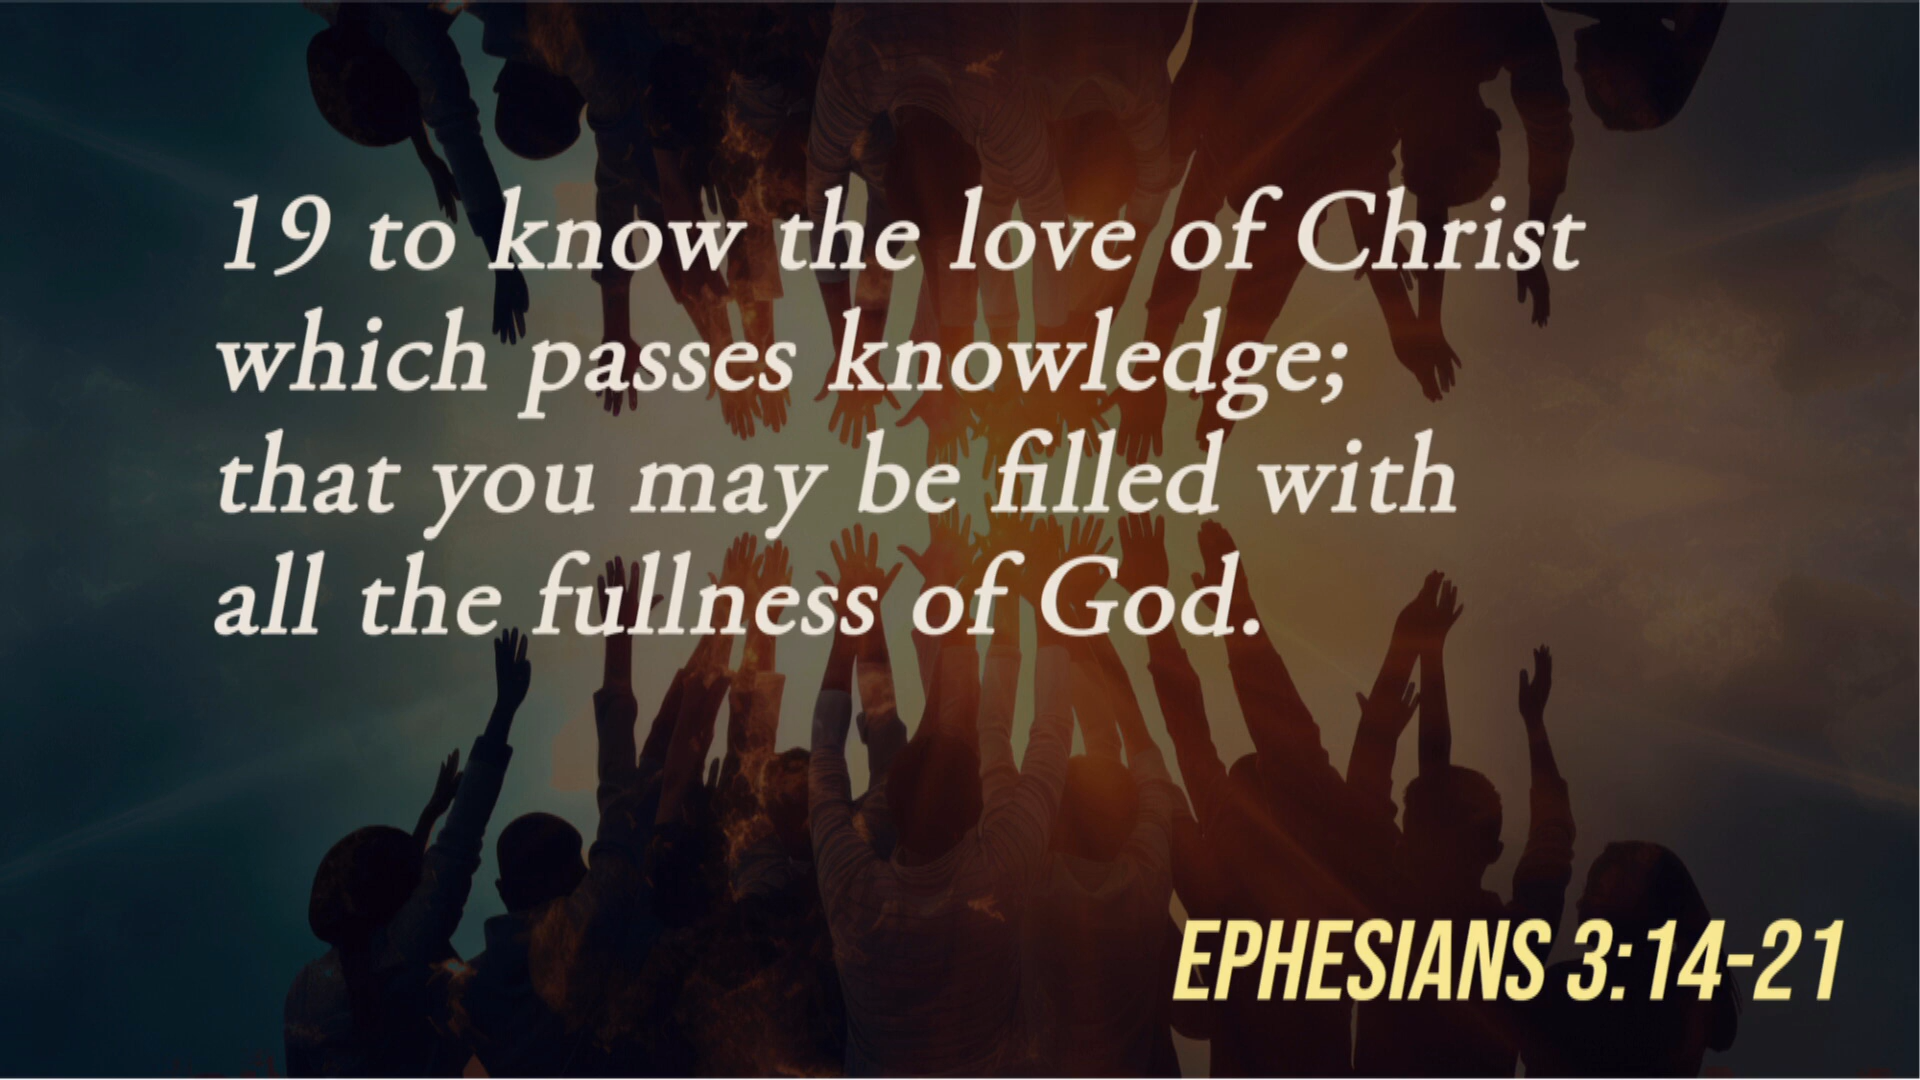 19 to know the love of Christ
which passes knowledge;
that you may be filled with
all the fullness of God.
EPHESIANS 3:14-21